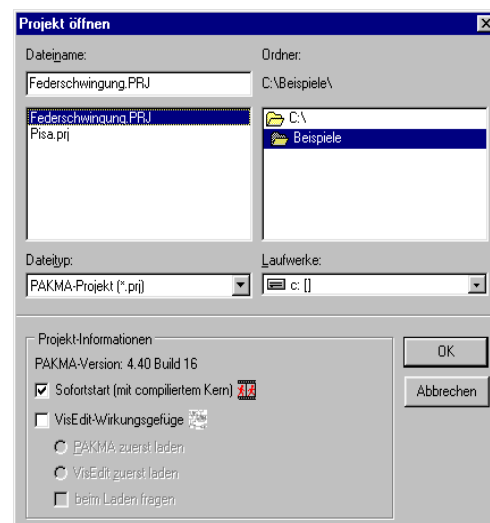 Projekt öffnen
Dateiname:
Ordner:
Federschwingung.PRJ
C:\Beispiele\
Federschwingung.PRJ
Pisa.prj
C:\
Beispiele
Dateityp:
Laufwerke:
PAKMA-Projekt (*.prj)
c: []
Projekt-Informationen
PAKMA-Version: 4.40 Build 16
OK
Sofortstart (mit compiliertem Kern)
Abbrechen
VisEdit-Wirkungsgefüge
PAKMA zuerst laden
VisEdit zuerst laden
beim Laden fragen